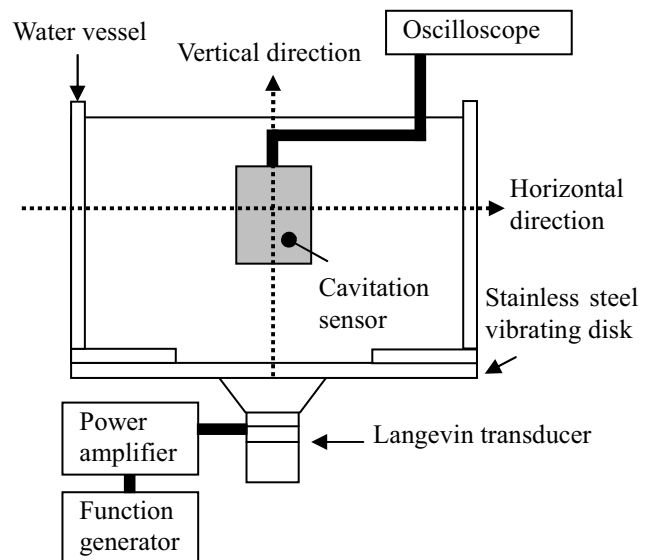 Water vessel
Oscilloscope
Vertical direction
Horizontal
direction
Cavitation
sensor
Stainless steel
vibrating disk
Power
amplifier
Langevin transducer
Function
generator